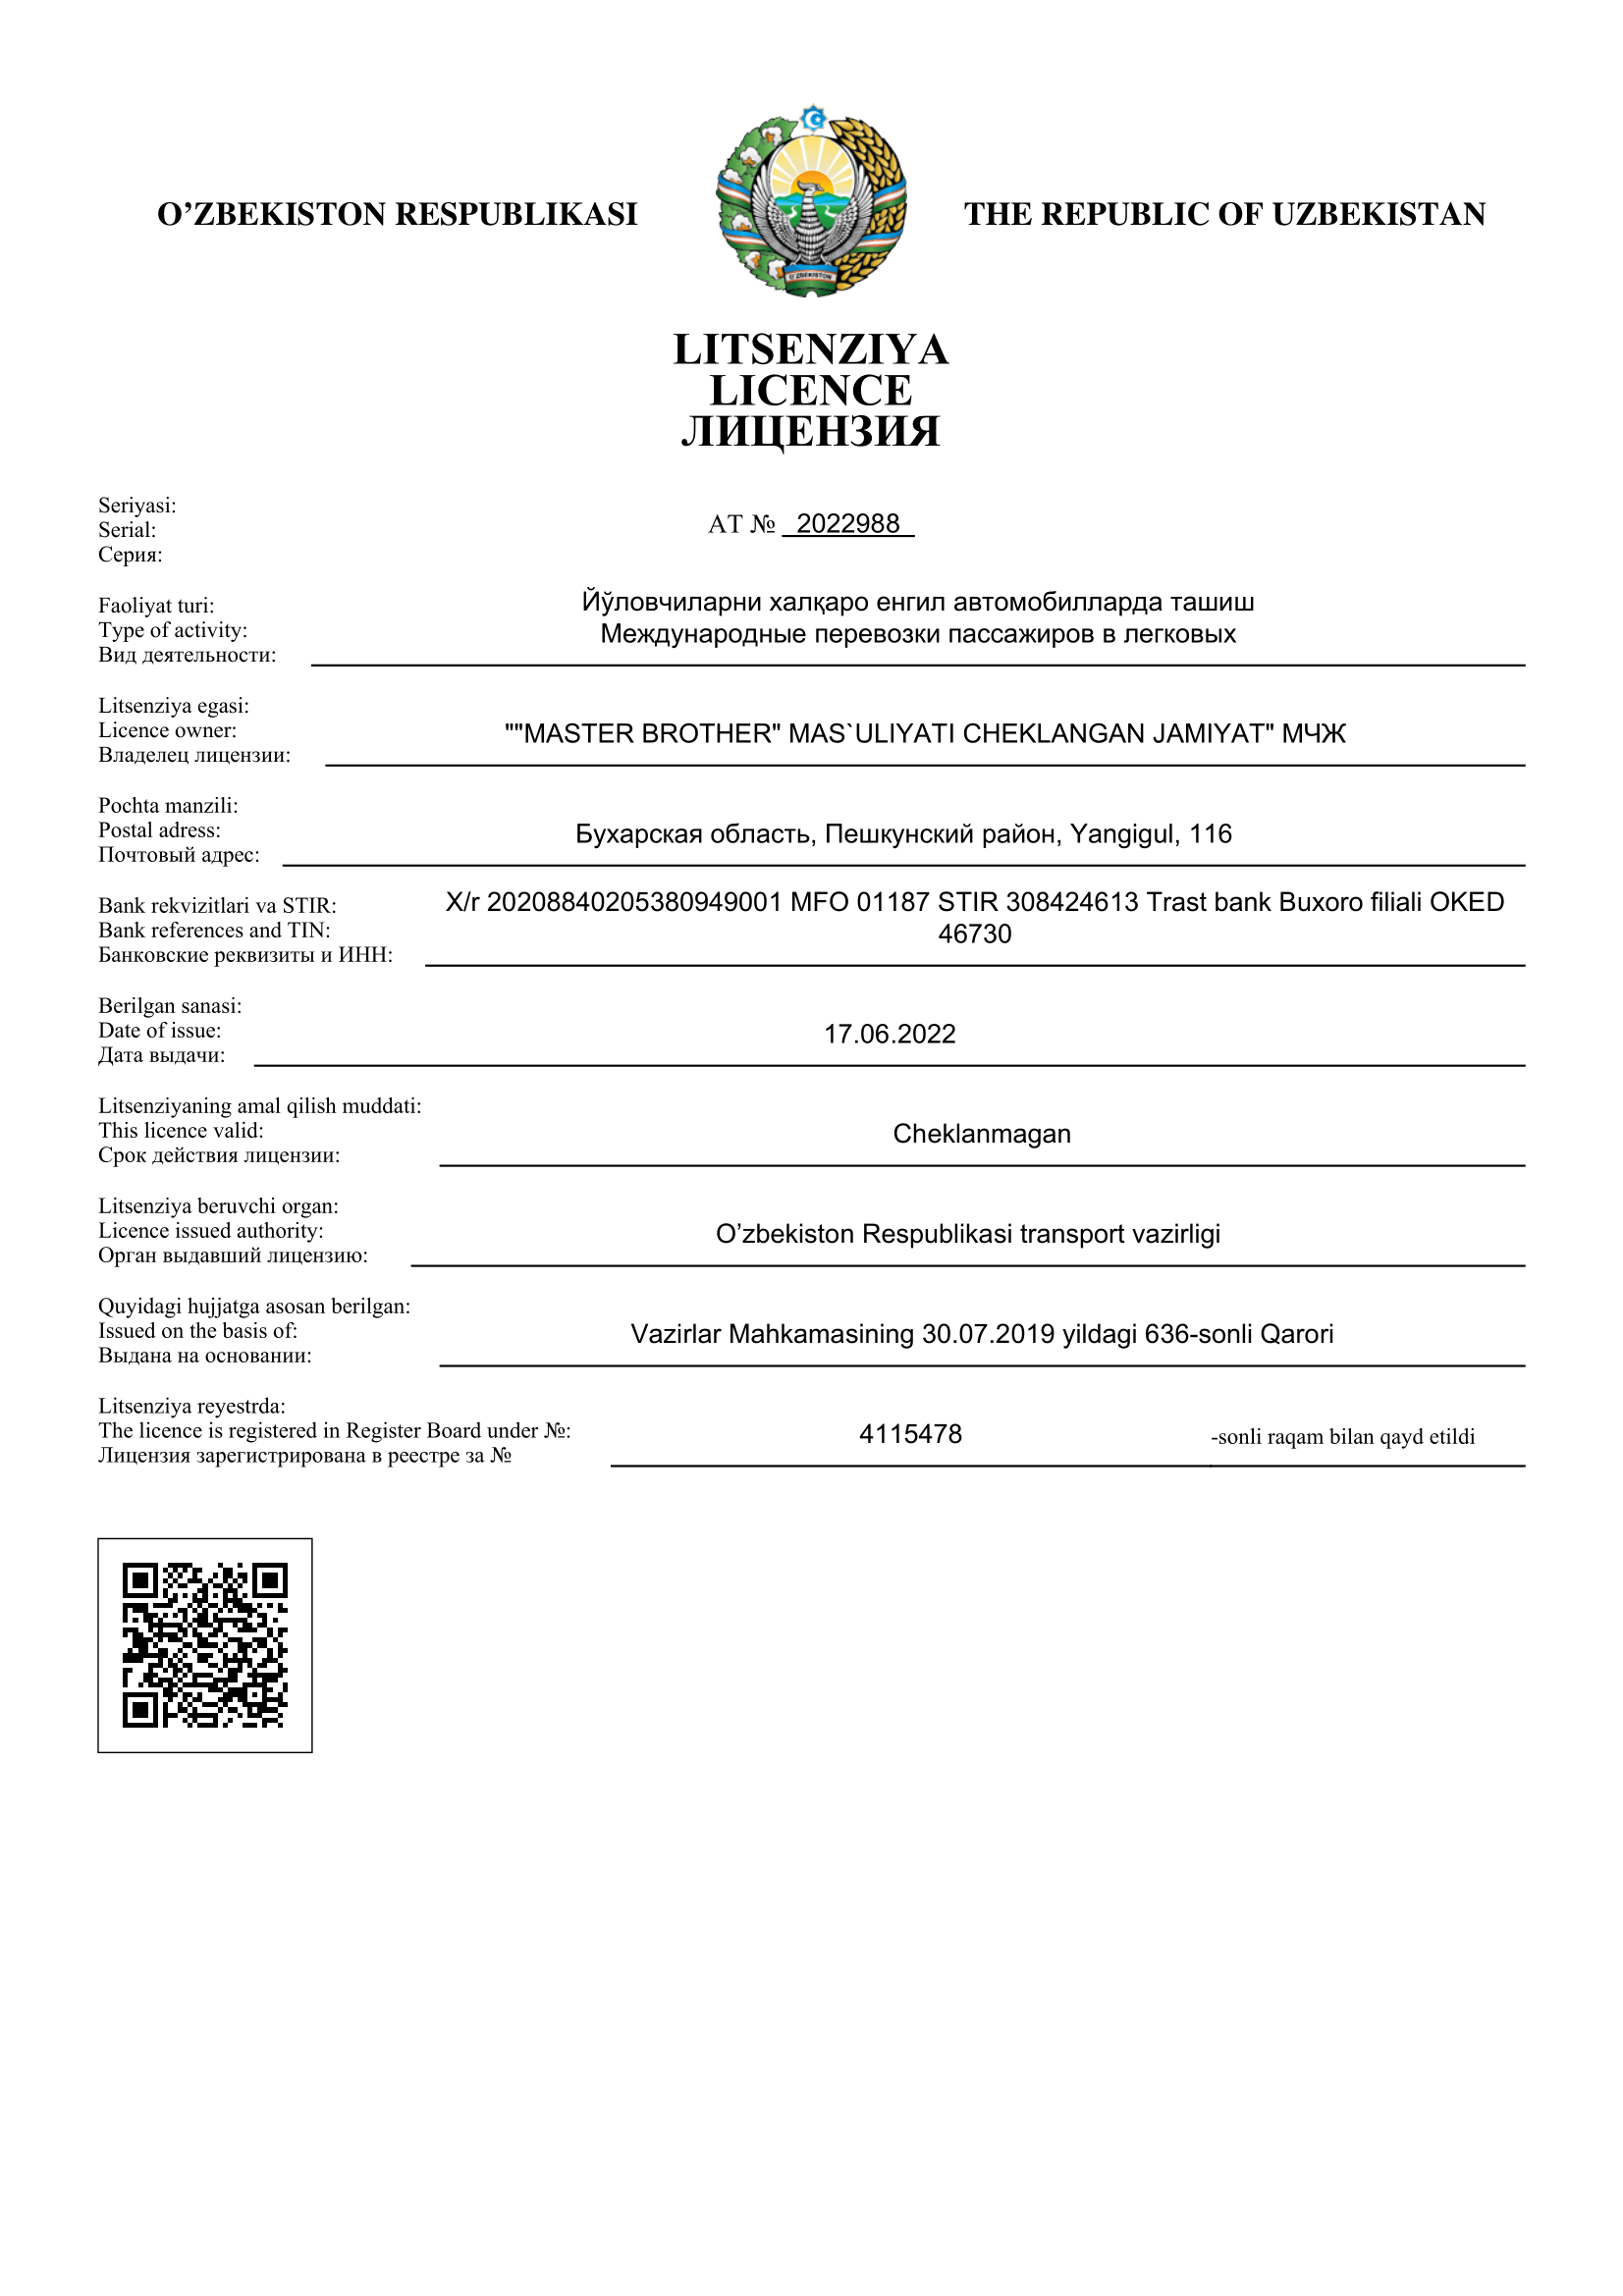 O’ZBEKISTON RESPUBLIKASI
THE REPUBLIC OF UZBEKISTAN
O'ZBEKISTON
LITSENZIYA
LICENCE
ЛИЦЕНЗИЯ
Seriyasi:
Serial:
Серия:
AT № 2022988
Faoliyat turi:
Type of activity:
Вид деятельности:
Йўловчиларни халқаро енгил автомобилларда ташиш
Международные перевозки пассажиров в легковых
Litsenziya egasi:
Licence owner:
Владелец лицензии:
""MASTER BROTHER" MAS`ULIYATI CHEKLANGAN JAMIYAT" МЧЖ
Pochta manzili:
Postal adress:
Почтовый адрес:
Бухарская область, Пешкунский район, Yangigul, 116
Bank rekvizitlari va STIR:
Bank references and TIN:
Банковские реквизиты и ИНН:
X/r 20208840205380949001 MFO 01187 STIR 308424613 Trast bank Buxoro filiali OKED
46730
Berilgan sanasi:
Date of issue:
Дата выдачи:
17.06.2022
Litsenziyaning amal qilish muddati:
This licence valid:
Срок действия лицензии:
Cheklanmagan
Litsenziya beruvchi organ:
Licence issued authority:
Орган выдавший лицензию:
O’zbekiston Respublikasi transport vazirligi
Quyidagi hujjatga asosan berilgan:
Issued on the basis of:
Выдана на основании:
Vazirlar Mahkamasining 30.07.2019 yildagi 636-sonli Qarori
Litsenziya reyestrda:
The licence is registered in Register Board under №:
Лицензия зарегистрирована в реестре за №
4115478
-sonli raqam bilan qayd etildi